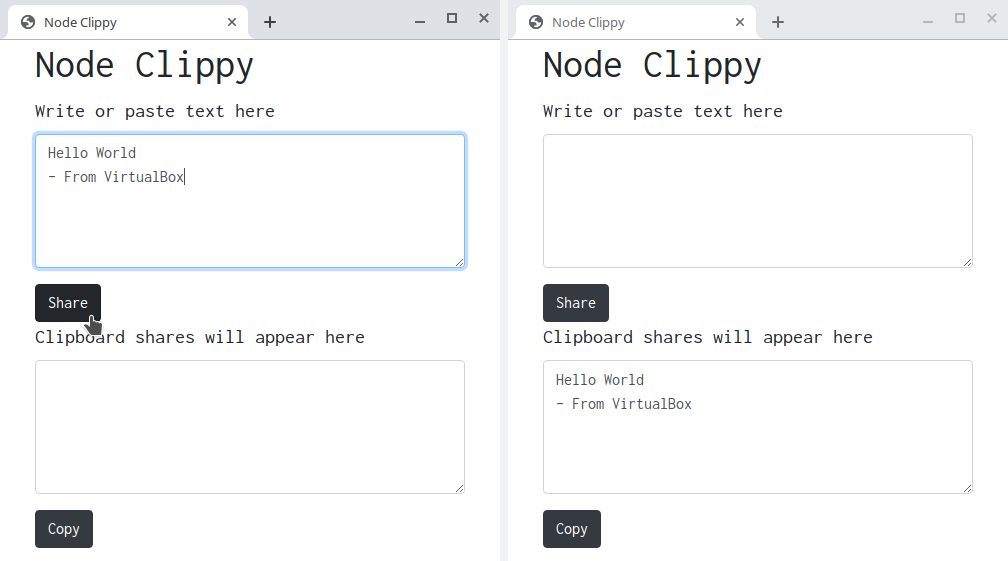 Node Clippy
Node Clippy
Write or paste text here
Hello World
- From VirtualBox
Share
Clipboard shares will appear here
Copy
Node Clippy
Node Clippy
Write or paste text here
Share
Clipboard shares will appear here
Hello World
- From VirtualBox
Copy